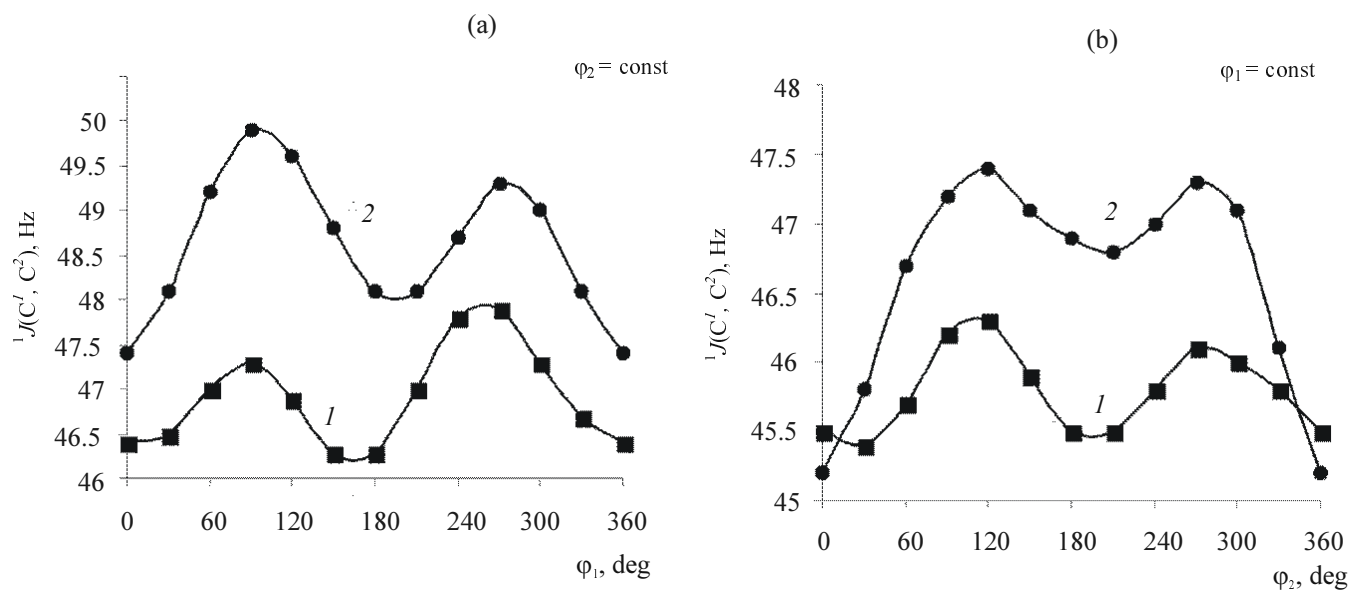 (a)
φ₂ = const
50
49.5
49
48.5
48
47.5
47
46.5
46
¹J(C¹, C²), Hz
2
1
0 60 120 180 240 300 360
φ₁, deg
(b)
φ₁ = const
48
47.5
47
46.5
46
45.5
45
¹J(C¹, C²), Hz
2
1
0 60 120 180 240 300 360
φ₂, deg